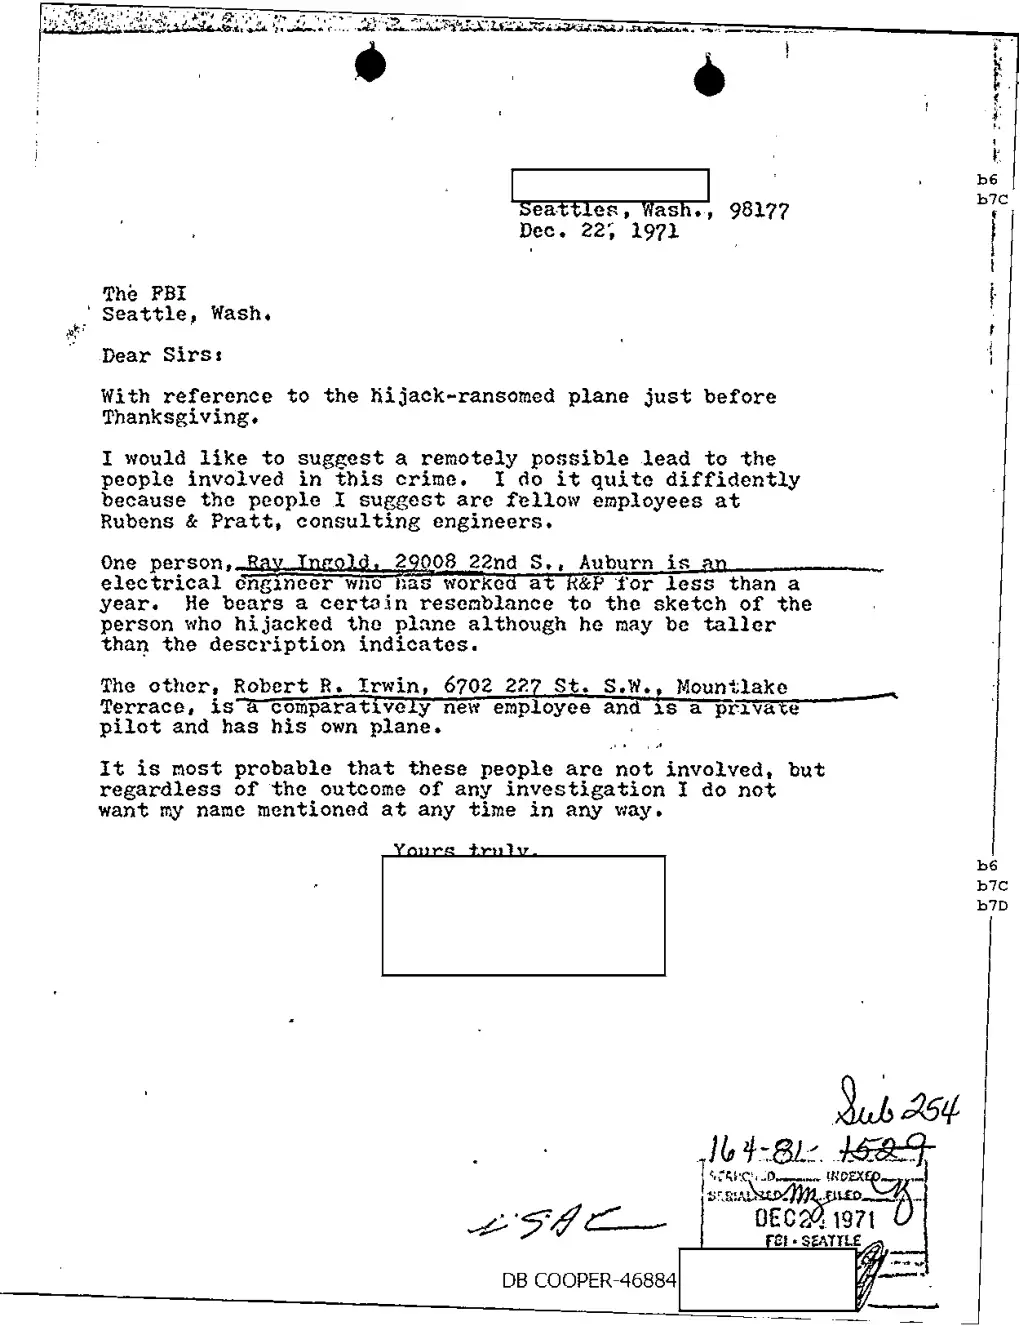 b6
b7C
Seattles, Wash., 98177
Dec. 22, 1971
The FBI
Seattle, Wash.
Dear Sirs:
With reference to the hijack-ransomed plane just before
Thanksgiving.
I would like to suggest a remotely possible lead to the
people involved in this crime. I do it quite diffidently
because the people I suggest are fellow employees at
Rubens & Pratt, consulting engineers.
One person, Ray Ingold, 29008 22nd S., Auburn is an
electrical engineer who has worked at R&P for less than a
year. He bears a certain resemblance to the sketch of the
person who hijacked the plane although he may be taller
than the description indicates.
The other, Robert R. Irwin, 6702 227 St. S.W., Mountlake
Terrace, is a comparatively new employee and is a private
pilot and has his own plane.
It is most probable that these people are not involved, but
regardless of the outcome of any investigation I do not
want my name mentioned at any time in any way.
Yours truly,
b6
b7C
b7D
Sub 254
164-81- 1529
SEARCHED INDEXED
SERIALIZED FILED
DEC 1971
FBI - SEATTLE
DB COOPER-46884